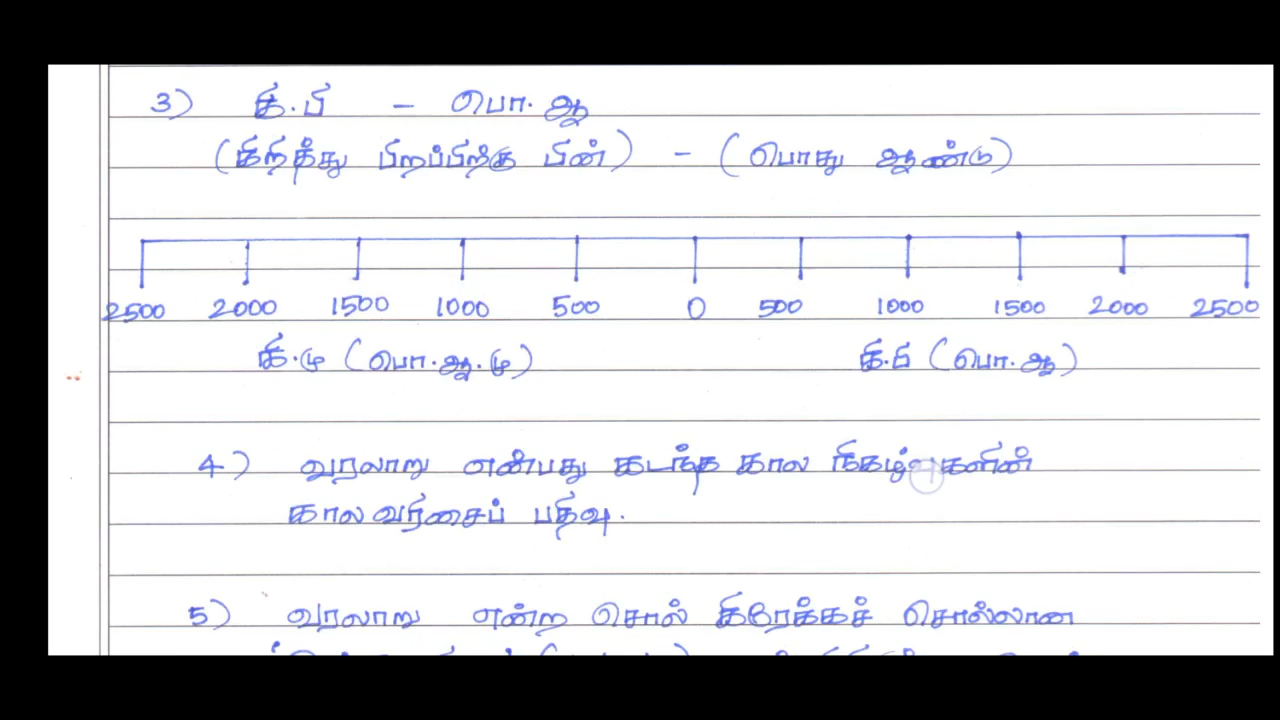 3) கி.பி - பொ.ஆ
(கிறித்து பிறப்பிற்கு பின்) - (பொது ஆண்டு)
2500 2000 1500 1000 500 0 500 1000 1500 2000 2500
கி.மு (பொ.ஆ.மு) கி.பி (பொ.ஆ)
4) வரலாறு என்பது கடந்த கால நிகழ்வுகளின்
காலவரிசைப் பதிவு.
5) வரலாறு என்ற சொல் கிரேக்கச் சொல்லான